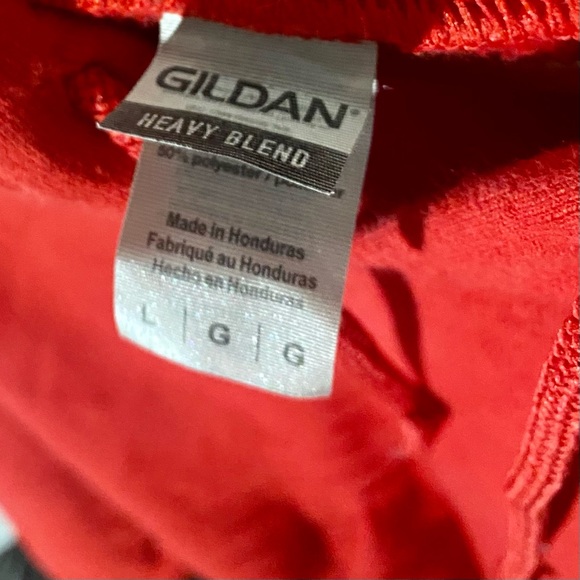 GILDAN®
HEAVY BLEND
50% polyester /
Made in Honduras
Fabriqué au Honduras
Hecho en Honduras
L | G | G